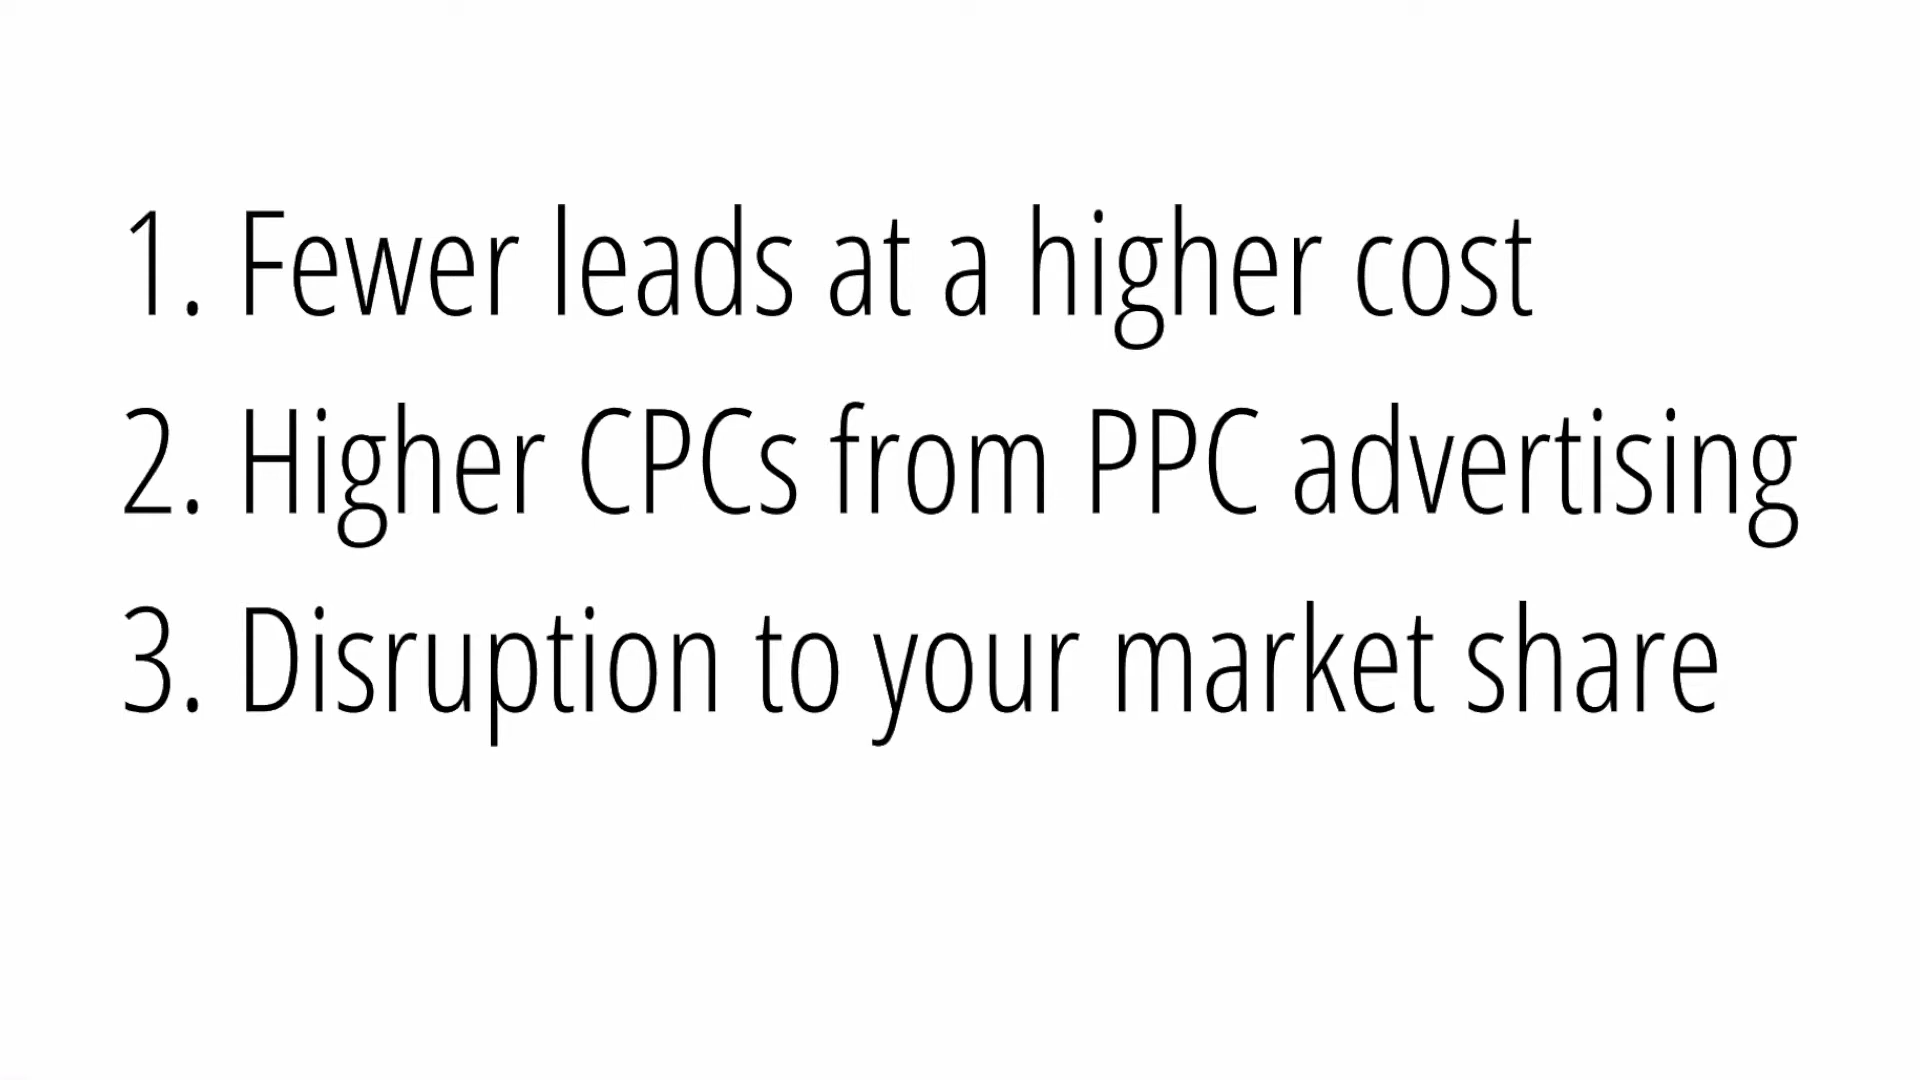 1. Fewer leads at a higher cost
2. Higher CPCs from PPC advertising
3. Disruption to your market share